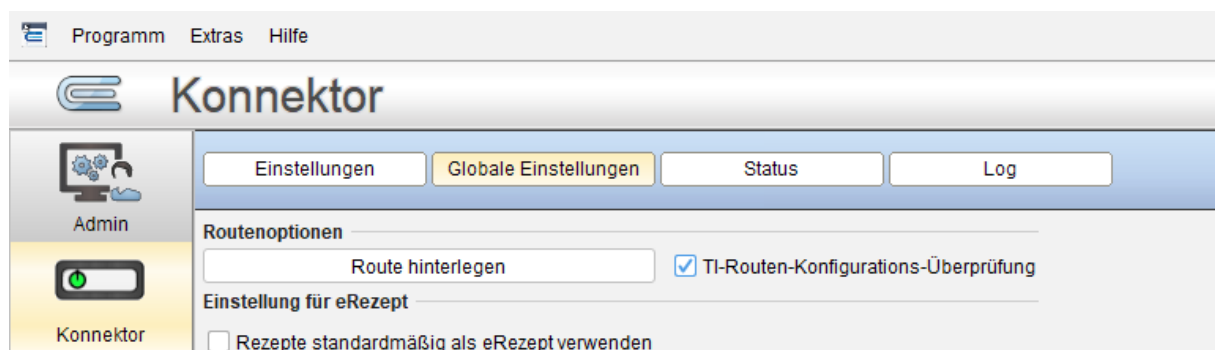 Programm Extras Hilfe
Konnektor
Einstellungen Globale Einstellungen Status Log
Admin
Routenoptionen
Route hinterlegen TI-Routen-Konfigurations-Überprüfung
Einstellung für eRezept
Konnektor
Rezepte standardmäßig als eRezept verwenden